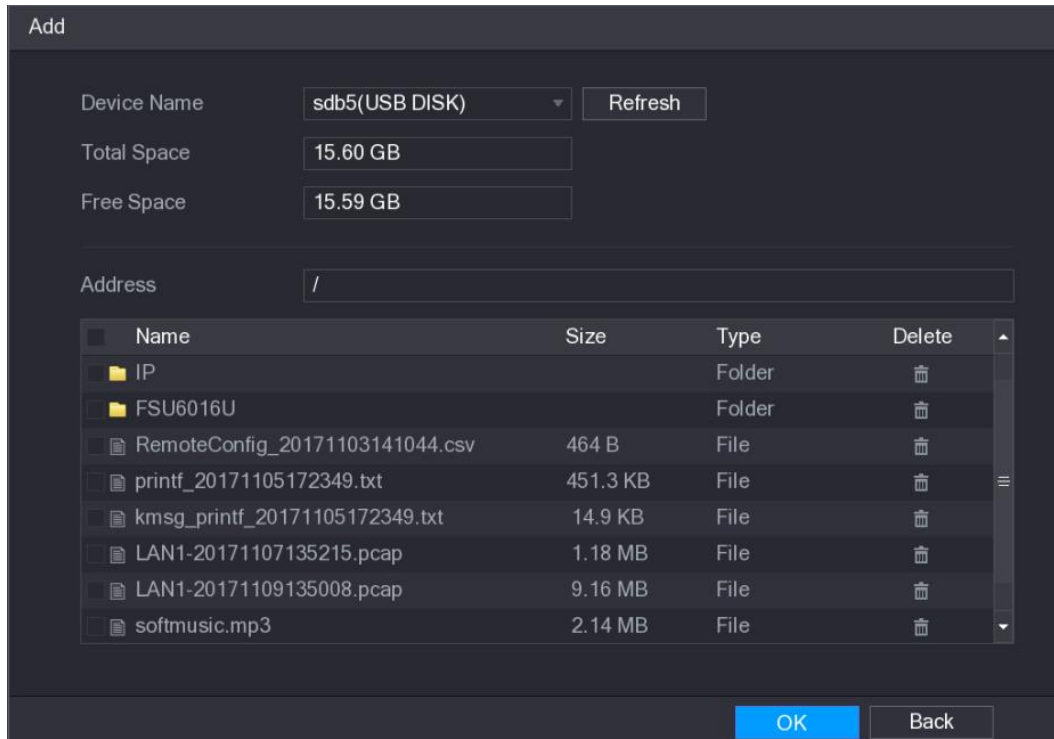 Add
Device Name sdb5(USB DISK) Refresh
Total Space 15.60 GB
Free Space 15.59 GB
Address /
Name Size Type Delete
IP Folder
FSU6016U Folder
RemoteConfig_20171103141044.csv 464 B File
printf_20171105172349.txt 451.3 KB File
kmsg_printf_20171105172349.txt 14.9 KB File
LAN1-20171107135215.pcap 1.18 MB File
LAN1-20171109135008.pcap 9.16 MB File
softmusic.mp3 2.14 MB File
OK Back